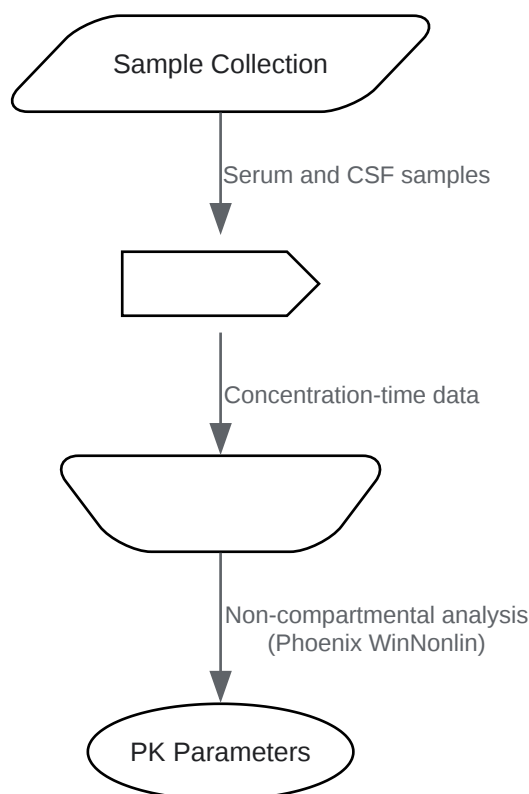 Sample Collection
Serum and CSF samples
Concentration-time data
Non-compartmental analysis
(Phoenix WinNonlin)
PK Parameters